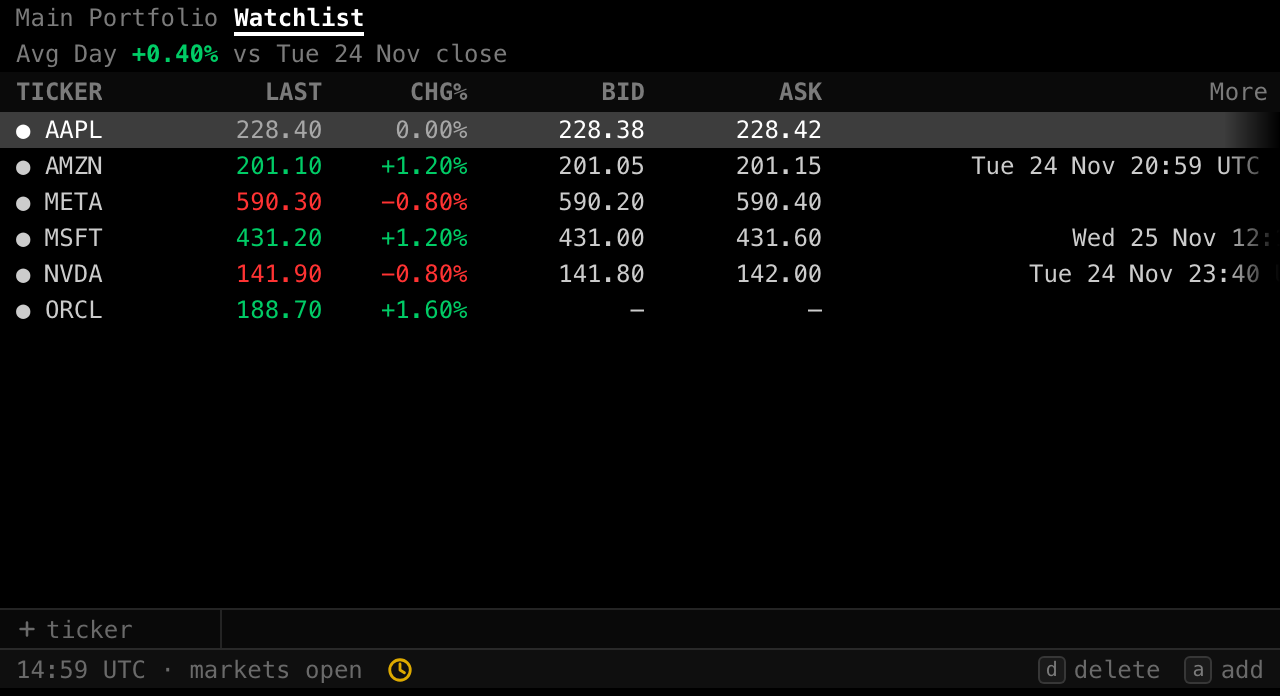 Main Portfolio Watchlist
Avg Day +0.40% vs Tue 24 Nov close
TICKER LAST CHG% BID ASK More
● AAPL 228.40 0.00% 228.38 228.42
● AMZN 201.10 +1.20% 201.05 201.15 Tue 24 Nov 20:59 UTC
● META 590.30 −0.80% 590.20 590.40
● MSFT 431.20 +1.20% 431.00 431.60 Wed 25 Nov 12:
● NVDA 141.90 −0.80% 141.80 142.00 Tue 24 Nov 23:40
● ORCL 188.70 +1.60% — —
+ ticker
14:59 UTC · markets open d delete a add